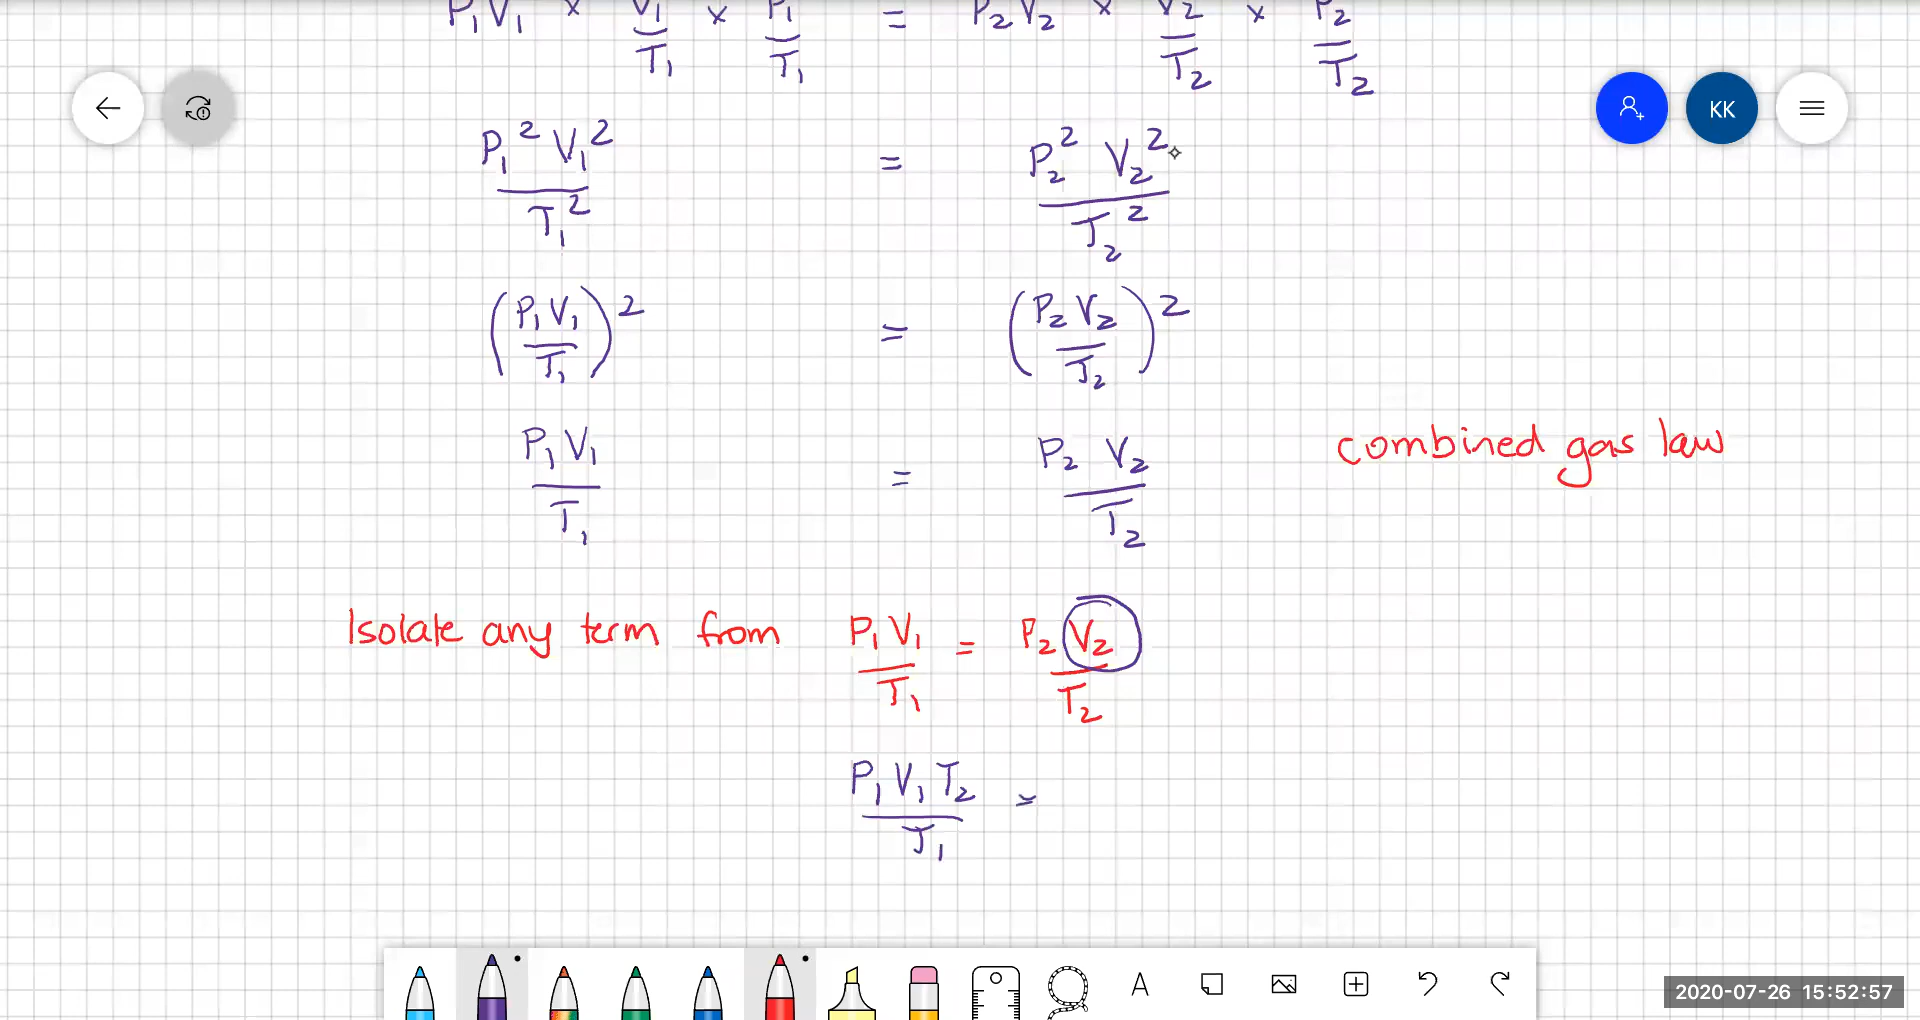 P₁V₁ × V₁/T₁ × P₁/T₁ = P₂V₂ × V₂/T₂ × P₂/T₂
KK
P₁²V₁²/T₁² = P₂²V₂²/T₂²
(P₁V₁/T₁)² = (P₂V₂/T₂)²
P₁V₁/T₁ = P₂V₂/T₂ combined gas law
Isolate any term from P₁V₁/T₁ = P₂V₂/T₂
P₁V₁T₂/T₁ =
A
2020-07-26 15:52:57